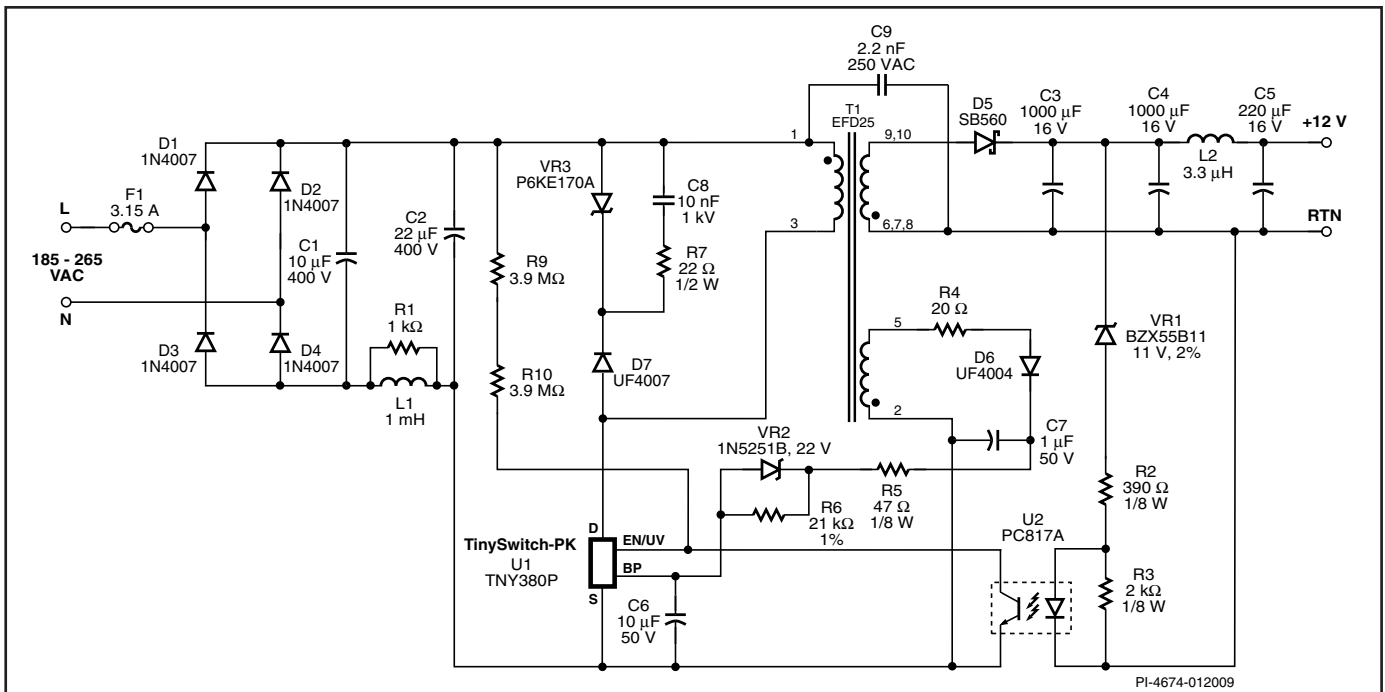 C9
2.2 nF
250 VAC
D5
SB560
C3
1000 µF
16 V
C4
1000 µF
16 V
C5
220 µF
16 V
+12 V
T1
EFD25
1
9,10
D1
1N4007
VR3
P6KE170A
L2
3.3 µH
F1
3.15 A
D2
1N4007
C8
10 nF
1 kV
L
C2
22 µF
400 V
3
6,7,8
RTN
185 - 265
VAC
C1
10 µF
400 V
R9
3.9 MΩ
R7
22 Ω
1/2 W
N
R4
20 Ω
5
R1
1 kΩ
VR1
BZX55B11
11 V, 2%
D3
1N4007
D4
1N4007
D7
UF4007
D6
UF4004
R10
3.9 MΩ
L1
1 mH
2
C7
1 µF
50 V
VR2
1N5251B, 22 V
R5
47 Ω
1/8 W
R2
390 Ω
1/8 W
R6
21 kΩ
1%
U2
PC817A
D
TinySwitch-PK
U1
TNY380P
EN/UV
BP
S
R3
2 kΩ
1/8 W
C6
10 µF
50 V
PI-4674-012009